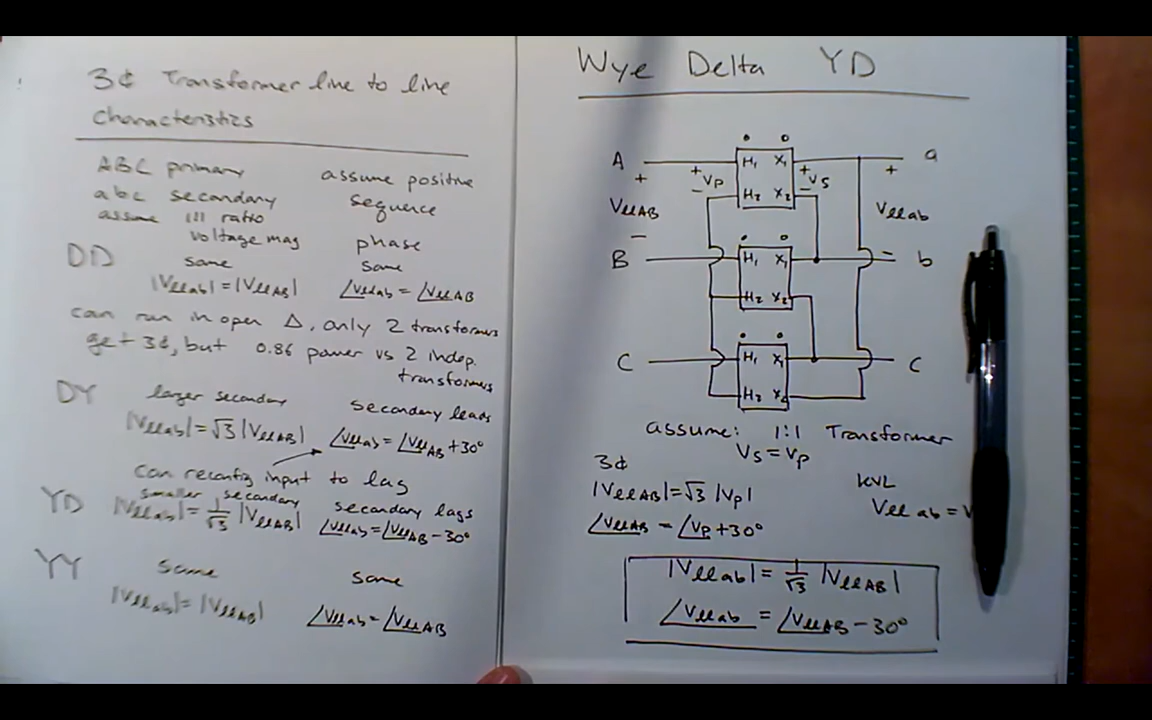 3¢ Transformer line to line
Characteristics
ABC primary
abc secondary
assume 1:1 ratio
assume positive
sequence
voltage mag
phase
DD
same
same
|Vllab| = |VllAB|
∠Vllab = ∠VllAB
can run in open Δ, only 2 transformers
get 3¢, but 0.86 power vs 2 indep.
transformers
DY
larger secondary
secondary leads
|Vllab| = √3 |VllAB|
∠Vllab = ∠VllAB + 30°
can reconfig input to lag
YD
smaller secondary
secondary lags
|Vllab| = 1/√3 |VllAB|
∠Vllab = ∠VllAB - 30°
YY
same
same
|Vllab| = |VllAB|
∠Vllab = ∠VllAB
Wye Delta YD
A
+
H1 X1
+ Vp -
+ Vs -
H2 X2
a
+
VllAB
Vllab
-
B
H1 X1
-
b
H2 X2
C
H1 X1
C
H2 X2
assume: 1:1 Transformer
Vs = Vp
3¢
|VllAB| = √3 |Vp|
∠VllAB = ∠Vp + 30°
KVL
Vllab = V
|Vllab| = 1/√3 |VllAB|
∠Vllab = ∠VllAB - 30°